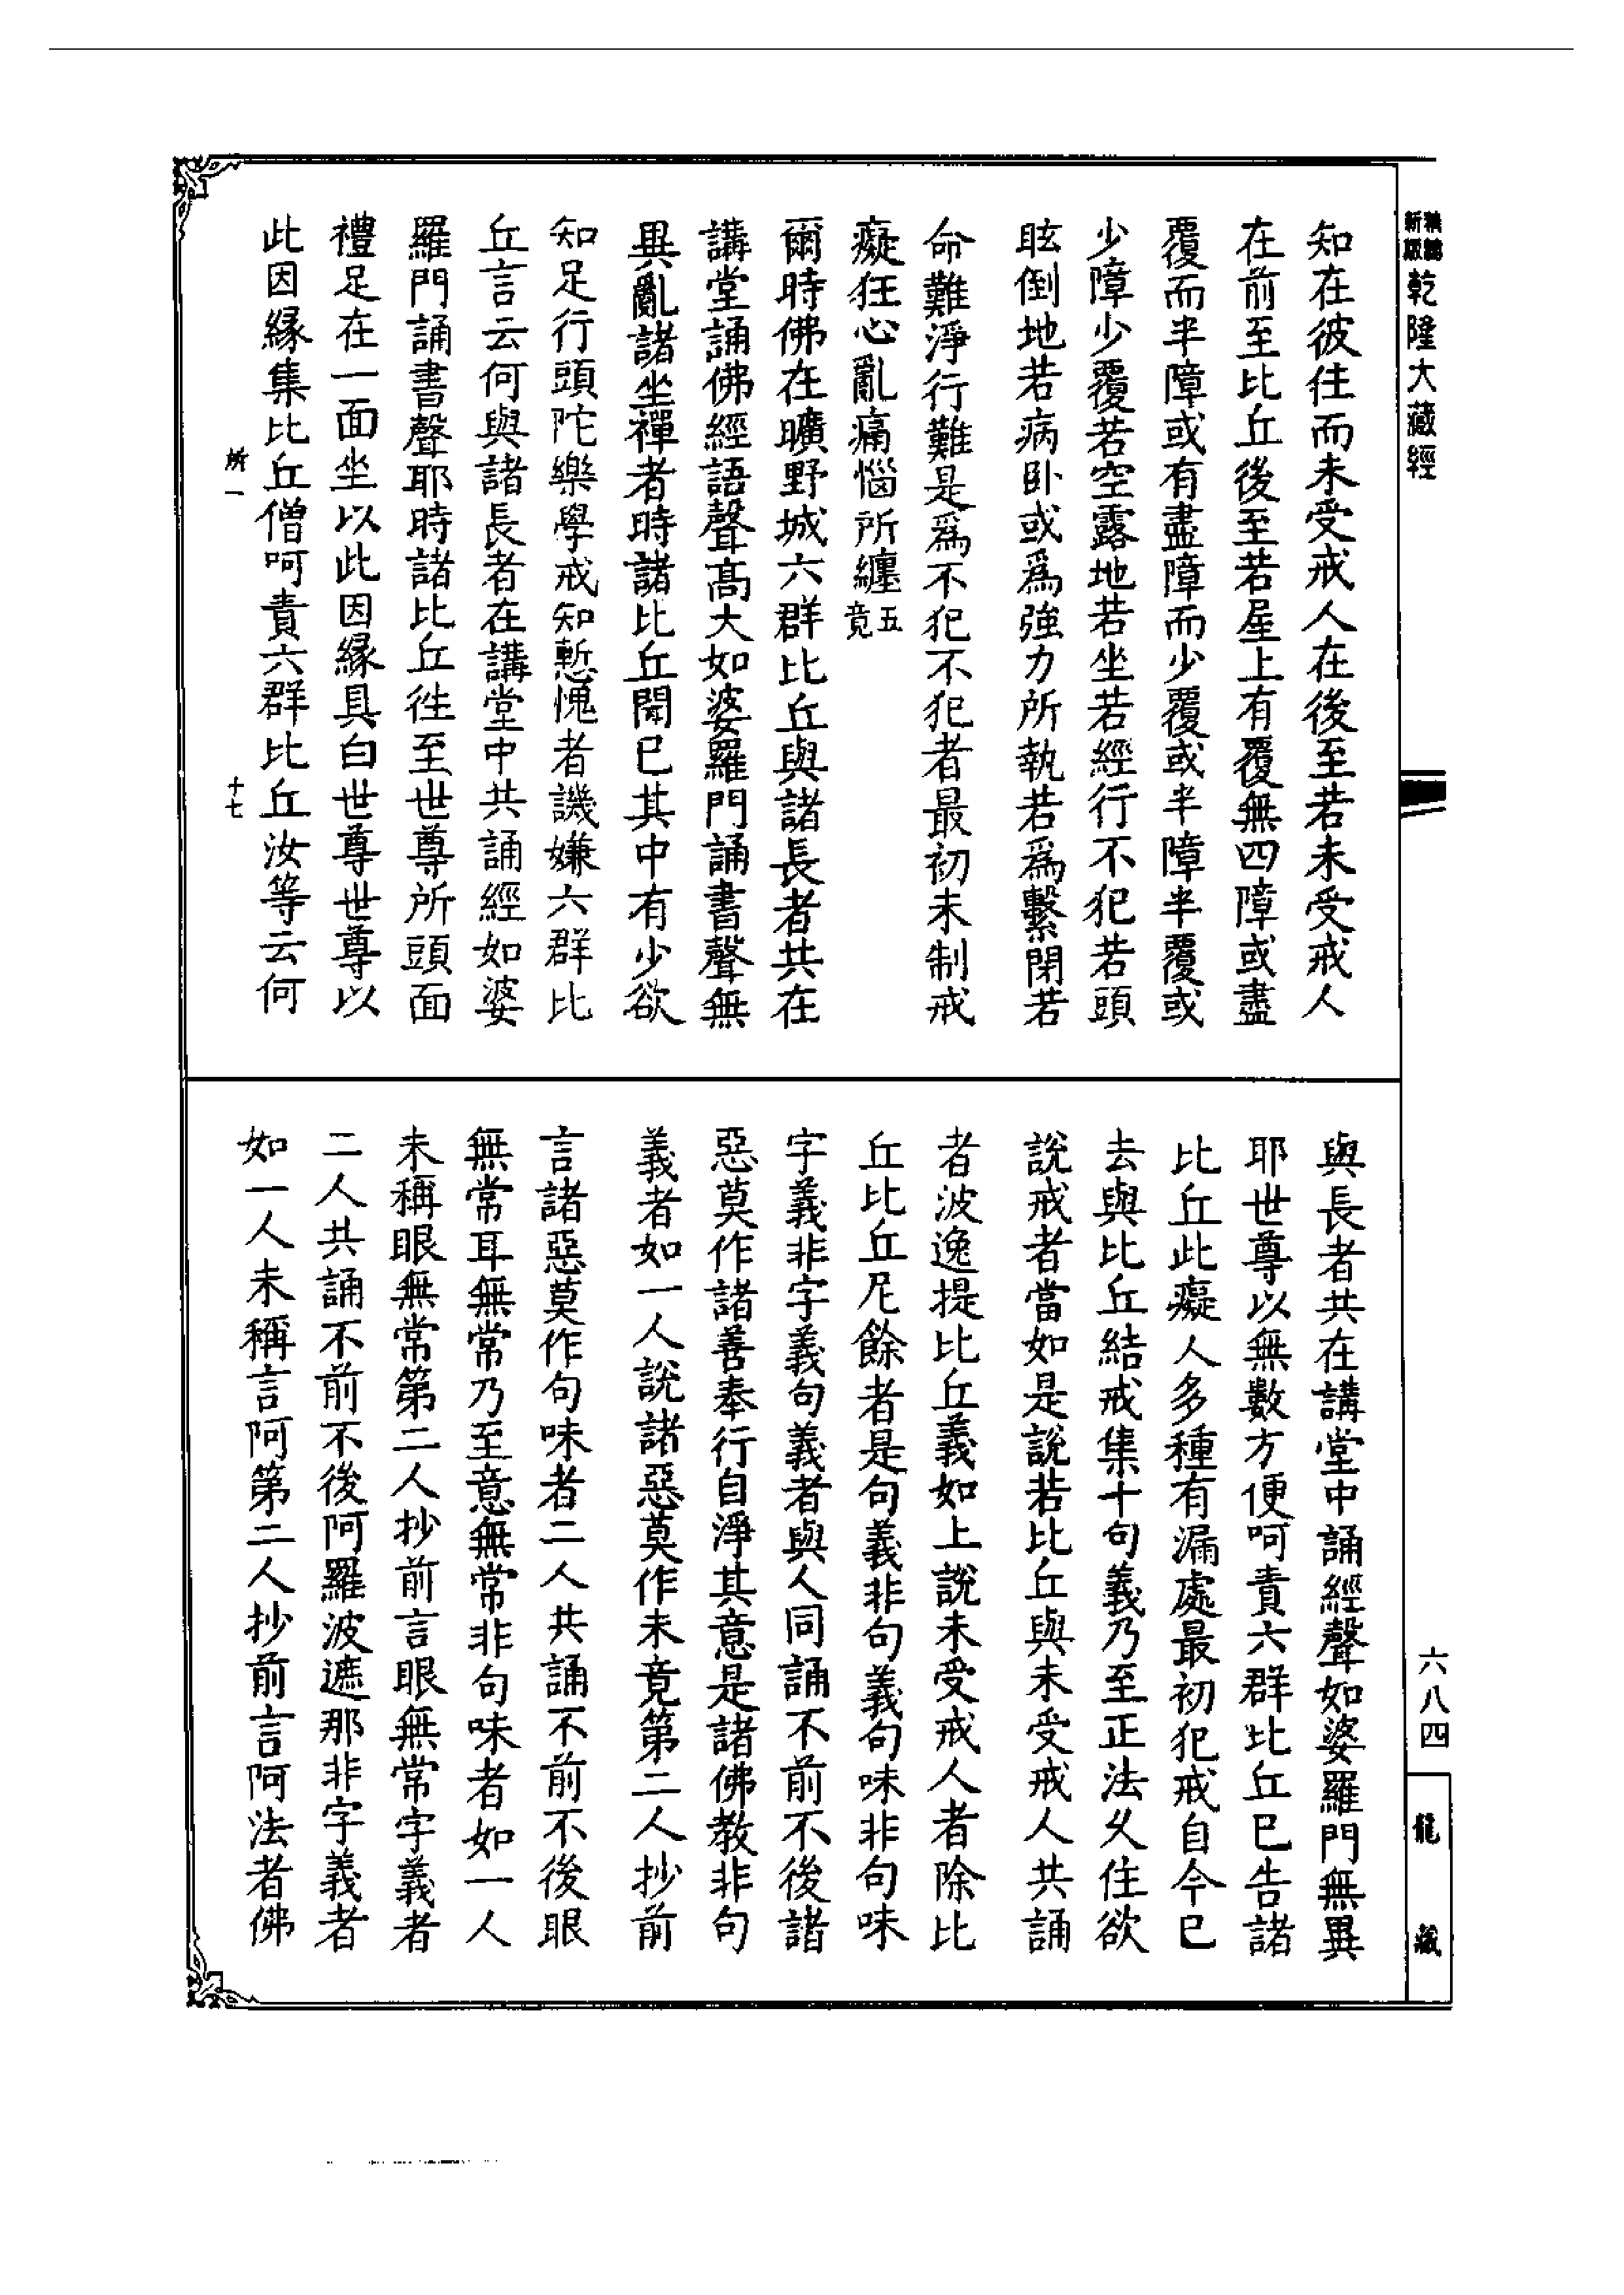 新版
乾隆大藏經
知在彼住而未受戒人在後至若未受戒人
在前至比丘後至若屋上有覆無四障或盡
覆而半障或有盡障而少覆或半障半覆或
少障少覆若空露地若坐若經行不犯若頭
眩倒地若病臥或爲強力所執若爲繫閉若
命難淨行難是爲不犯不犯者最初未制戒
癡狂心亂痛惱所纏五竟
爾時佛在曠野城六群比丘與諸長者共在
講堂誦佛經語聲高大如婆羅門誦書聲無
異亂諸坐禪者時諸比丘聞已其中有少欲
知足行頭陀樂學戒知慙愧者譏嫌六群比
丘言云何與諸長者在講堂中共誦經如婆
羅門誦書聲耶時諸比丘徃至世尊所頭面
禮足在一面坐以此因緣具白世尊世尊以
此因緣集比丘僧呵責六群比丘汝等云何
所一
十七
與長者共在講堂中誦經聲如婆羅門無異
耶世尊以無數方便呵責六群比丘已告諸
比丘此癡人多種有漏處最初犯戒自今已
去與比丘結戒集十句義乃至正法久住欲
說戒者當如是說若比丘與未受戒人共誦
者波逸提比丘義如上說未受戒人者除比
丘比丘尼餘者是句義非句義句味非句味
字義非字義句義者與人同誦不前不後諸
惡莫作諸善奉行自淨其意是諸佛教非句
義者如一人說諸惡莫作未竟第二人抄前
言諸惡莫作句味者二人共誦不前不後眼
無常耳無常乃至意無常非句味者如一人
未稱眼無常第二人抄前言眼無常字義者
二人共誦不前不後阿羅波遮那非字義者
如一人未稱言阿第二人抄前言阿法者佛
六八四
龍藏